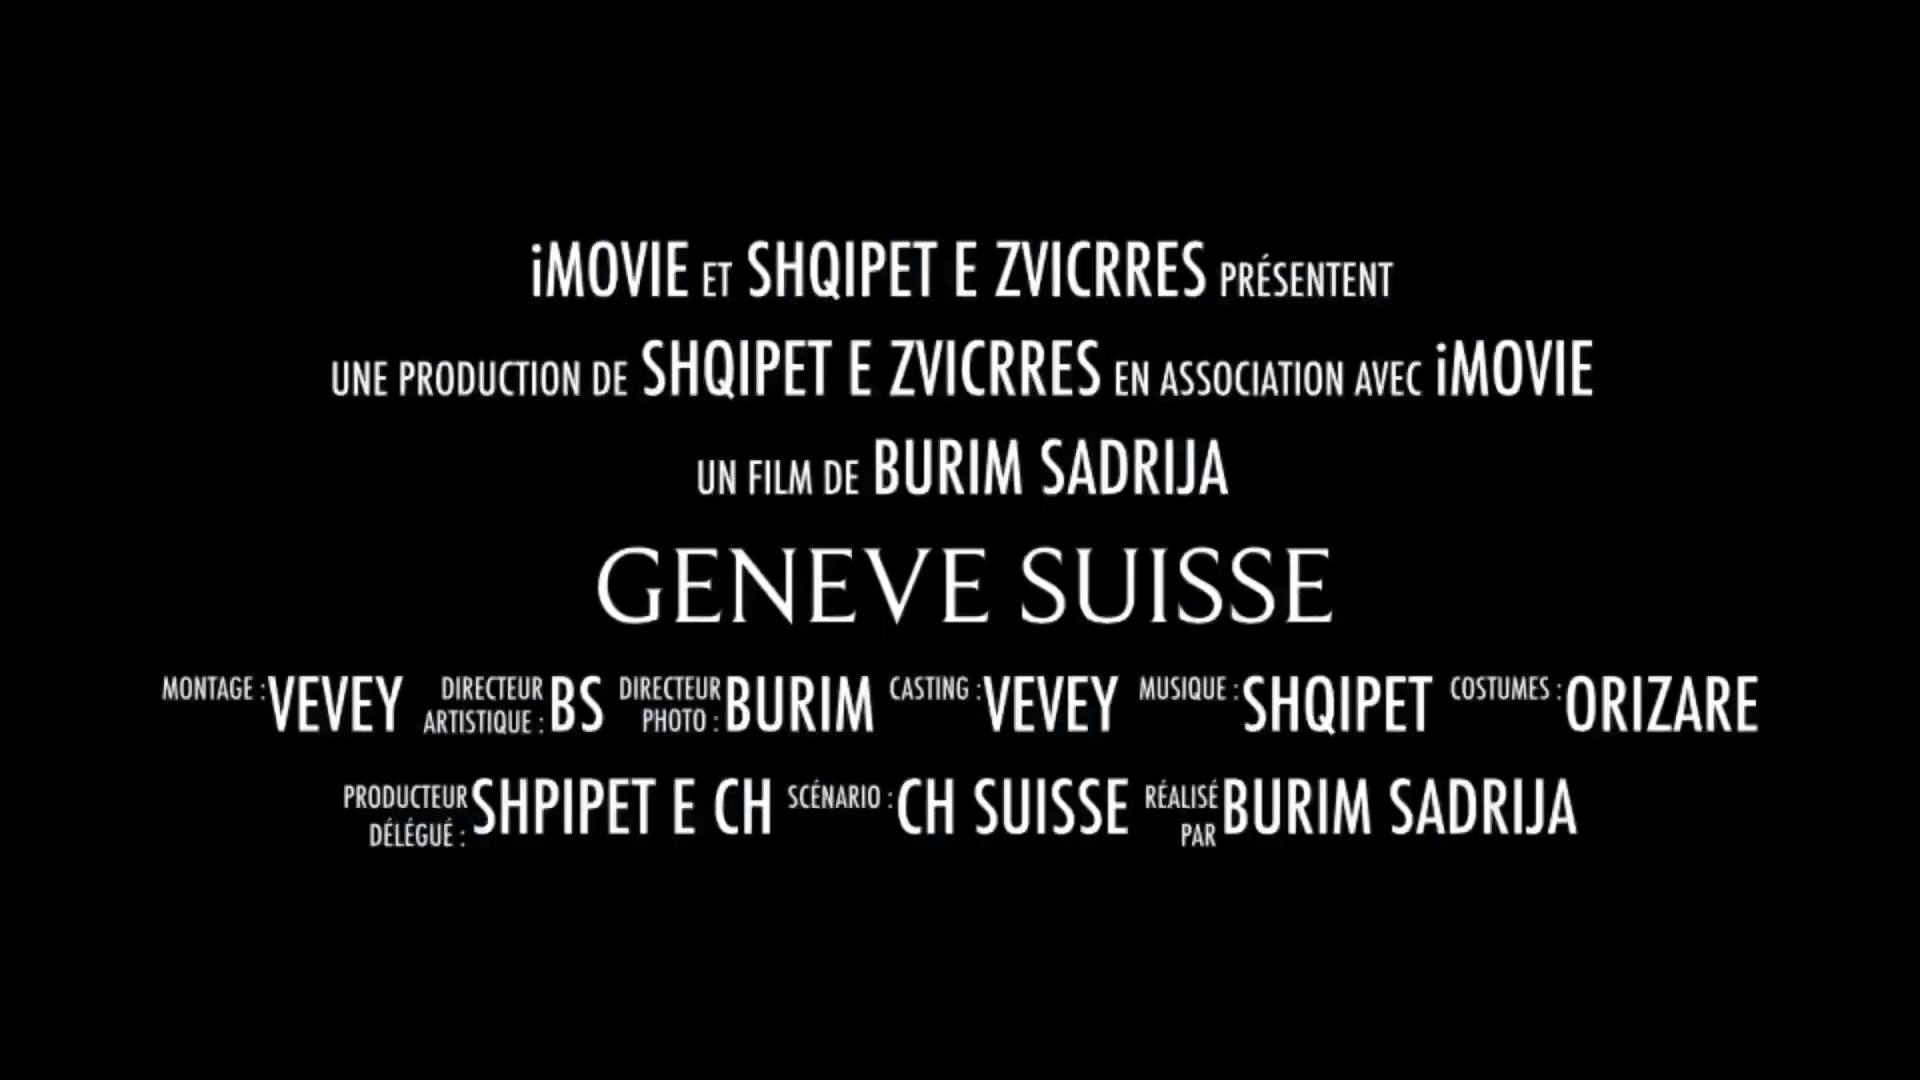 iMOVIE ET SHQIPET E ZVICRRES PRÉSENTENT
UNE PRODUCTION DE SHQIPET E ZVICRRES EN ASSOCIATION AVEC iMOVIE
UN FILM DE BURIM SADRIJA
GENEVE SUISSE
MONTAGE : VEVEY DIRECTEUR ARTISTIQUE : BS DIRECTEUR PHOTO : BURIM CASTING : VEVEY MUSIQUE : SHQIPET COSTUMES : ORIZARE
PRODUCTEUR DÉLÉGUÉ : SHPIPET E CH SCÉNARIO : CH SUISSE RÉALISÉ PAR BURIM SADRIJA